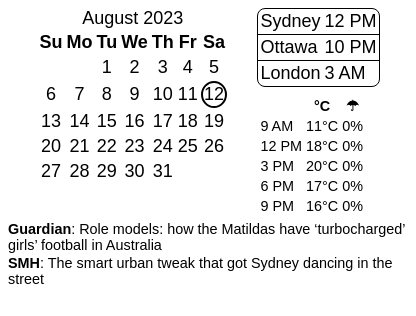 August 2023
Su Mo Tu We Th Fr Sa
1 2 3 4 5
6 7 8 9 10 11 12
13 14 15 16 17 18 19
20 21 22 23 24 25 26
27 28 29 30 31
Sydney 12 PM
Ottawa 10 PM
London 3 AM
°C ☂
9 AM 11°C 0%
12 PM 18°C 0%
3 PM 20°C 0%
6 PM 17°C 0%
9 PM 16°C 0%
Guardian: Role models: how the Matildas have ‘turbocharged’
girls’ football in Australia
SMH: The smart urban tweak that got Sydney dancing in the
street